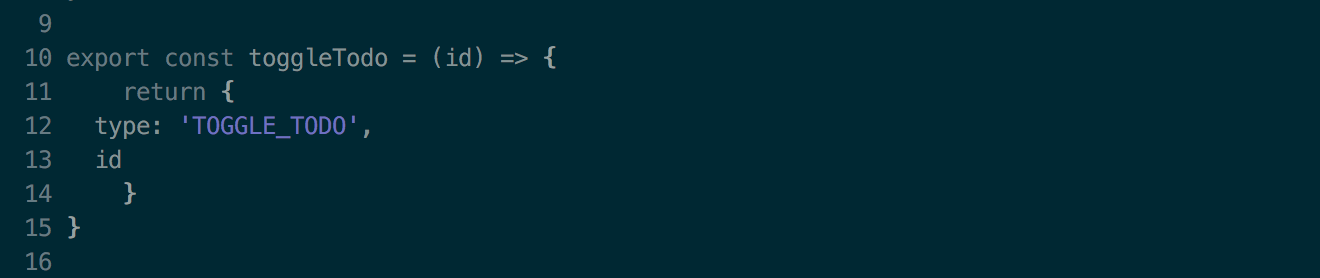 9
10 export const toggleTodo = (id) => {
11     return {
12   type: 'TOGGLE_TODO',
13   id
14     }
15 }
16